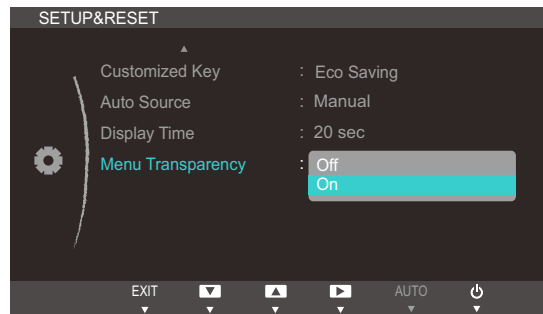 SETUP&RESET
Customized Key : Eco Saving
Auto Source : Manual
Display Time : 20 sec
Menu Transparency : Off
On
EXIT AUTO